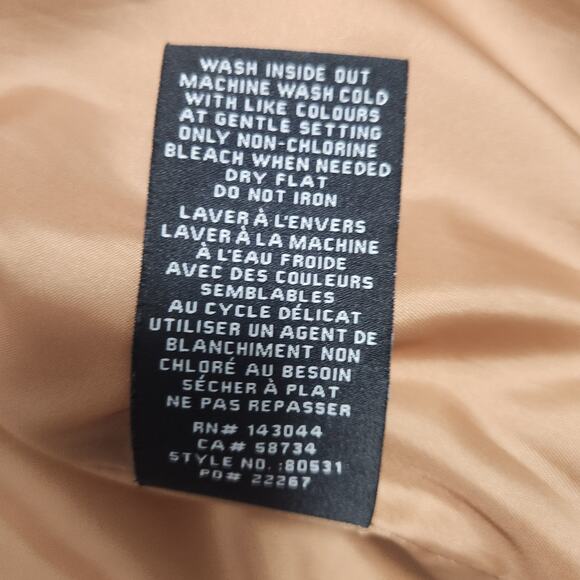 WASH INSIDE OUT
MACHINE WASH COLD
WITH LIKE COLOURS
AT GENTLE SETTING
ONLY NON-CHLORINE
BLEACH WHEN NEEDED
DRY FLAT
DO NOT IRON
LAVER À L'ENVERS
LAVER À LA MACHINE
À L'EAU FROIDE
AVEC DES COULEURS
SEMBLABLES
AU CYCLE DÉLICAT
UTILISER UN AGENT DE
BLANCHIMENT NON
CHLORÉ AU BESOIN
SÉCHER À PLAT
NE PAS REPASSER
RN# 143044
CA# 58734
STYLE NO. :80531
PO# 22267